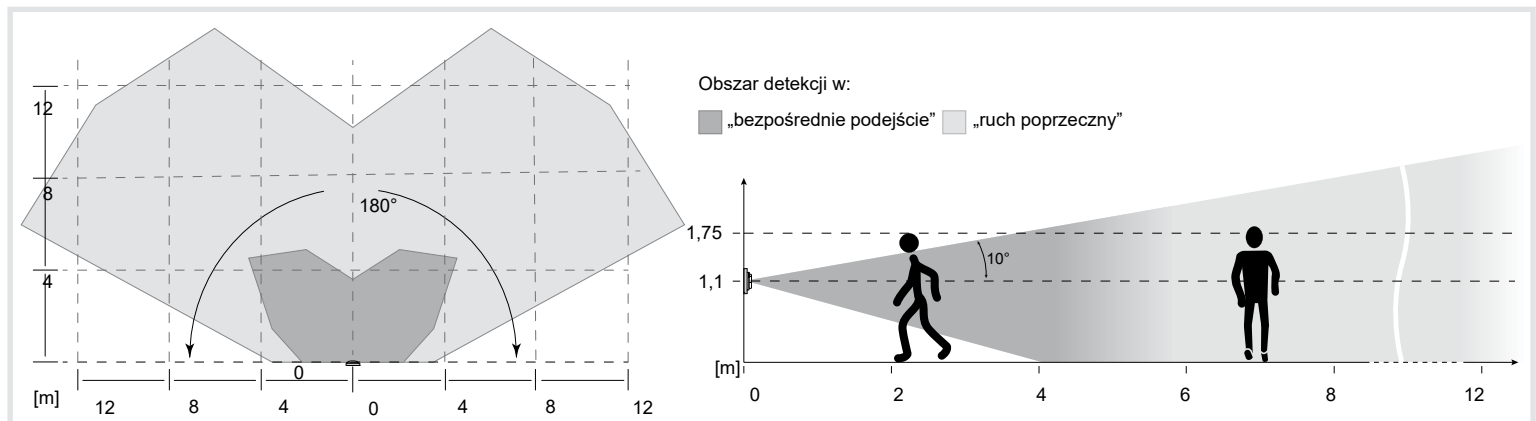 12
8
4
180°
0
[m]
12 8 4 0 4 8 12
Obszar detekcji w:
„bezpośrednie podejście” „ruch poprzeczny”
1,75
10°
1,1
[m]
0 2 4 6 8 12